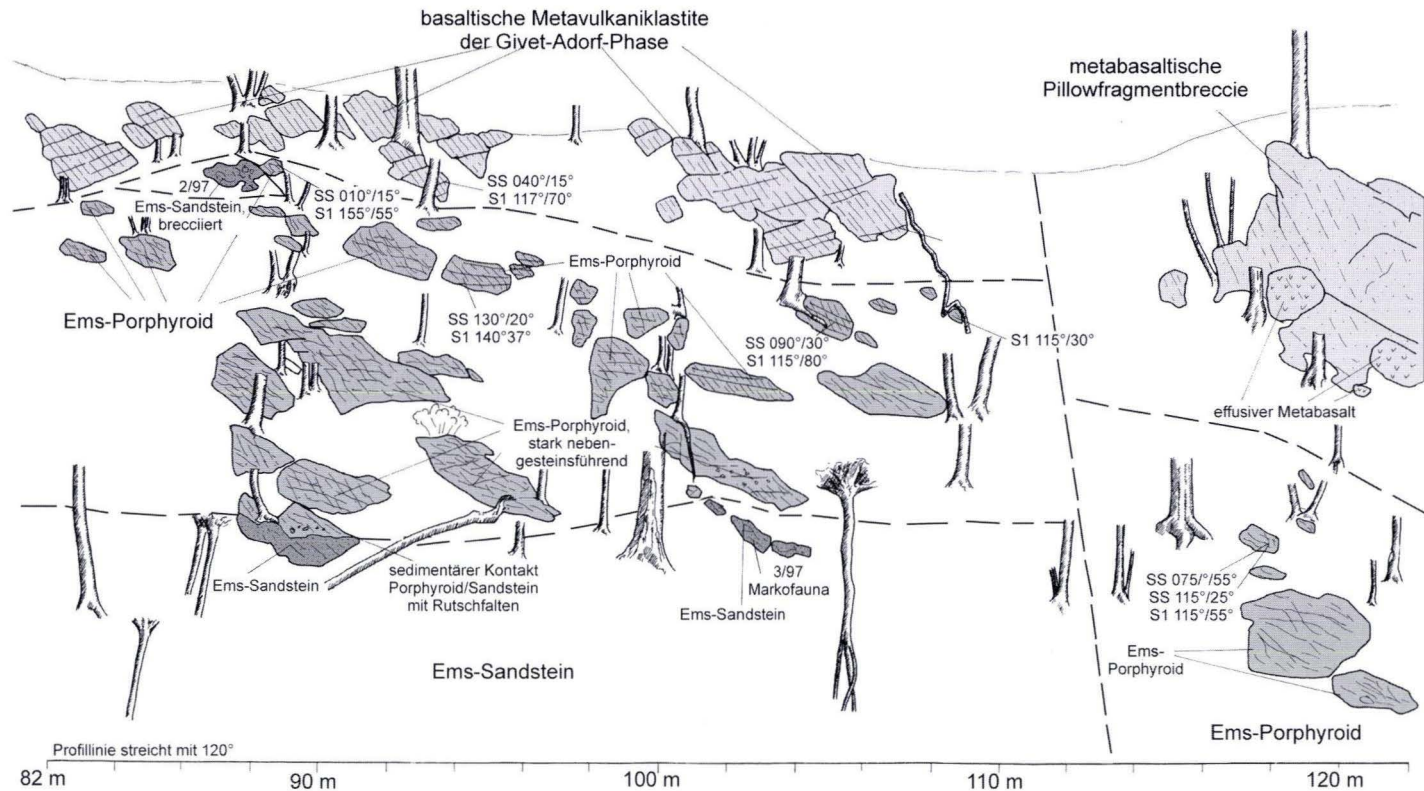 basaltische Metavulkaniklastite
der Givet-Adorf-Phase
metabasaltische
Pillowfragmentbreccie
2/97
Ems-Sandstein,
brecciiert
SS 010°/15°
S1 155°/55°
SS 040°/15°
S1 117°/70°
Ems-Porphyroid
Ems-Porphyroid
SS 130°/20°
S1 140°37°
SS 090°/30°
S1 115°/80°
S1 115°/30°
effusiver Metabasalt
Ems-Porphyroid,
stark neben-
gesteinsführend
Ems-Sandstein
sedimentärer Kontakt
Porphyroid/Sandstein
mit Rutschfalten
3/97
Markofauna
Ems-Sandstein
SS 075/°/55°
SS 115°/25°
S1 115°/55°
Ems-
Porphyroid
Ems-Sandstein
Ems-Porphyroid
Profillinie streicht mit 120°
82 m
90 m
100 m
110 m
120 m